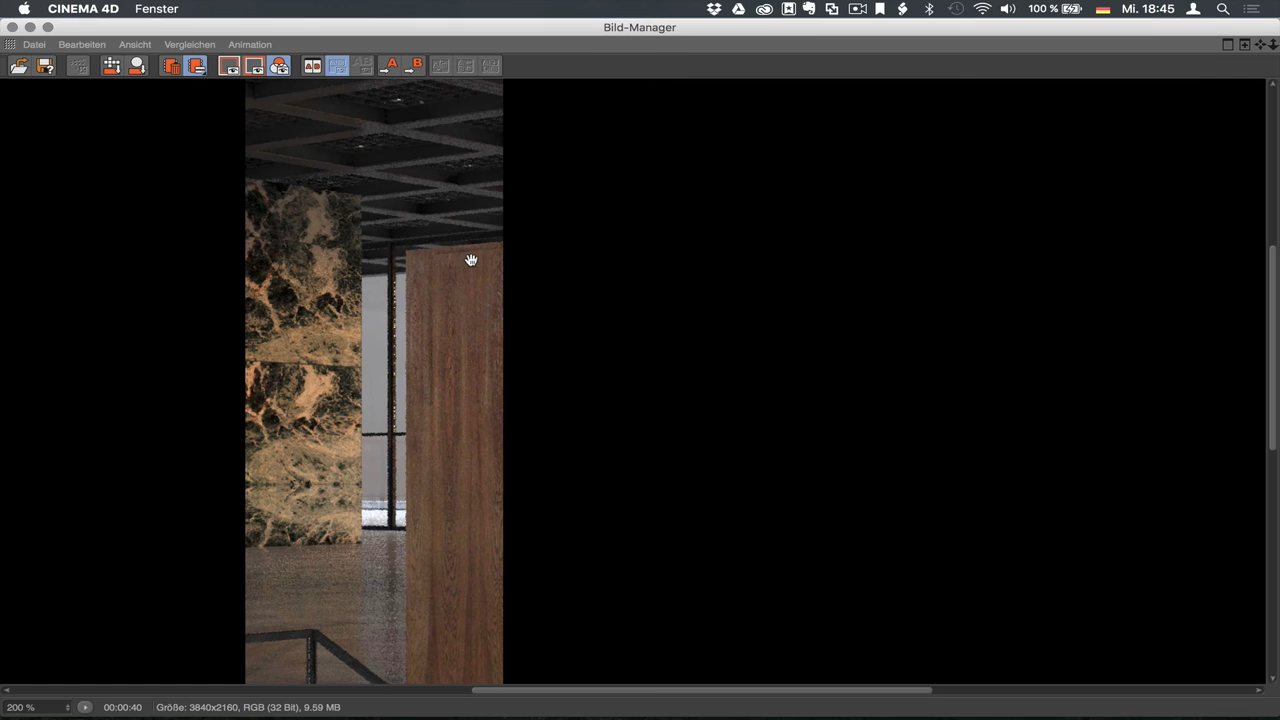 CINEMA 4D Fenster 100 % Mi. 18:45
Bild-Manager
Datei Bearbeiten Ansicht Vergleichen Animation
A B AB A B
200 % 00:00:40 Größe: 3840x2160, RGB (32 Bit), 9.59 MB